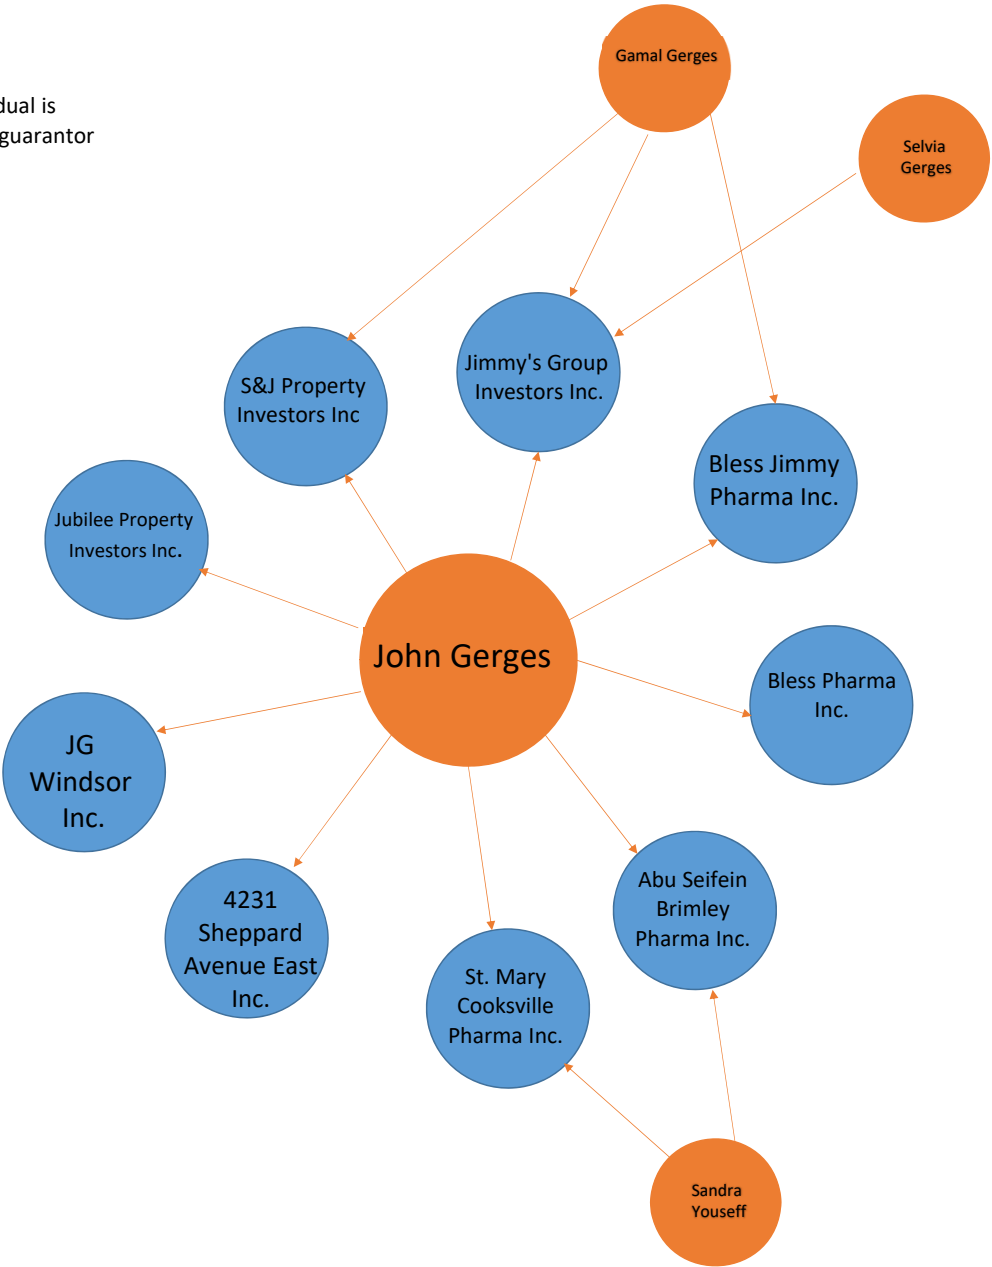 Gamal Gerges
dual is
guarantor
Selvia
Gerges
Jimmy's Group
Investors Inc.
S&J Property
Investors Inc
Bless Jimmy
Pharma Inc.
Jubilee Property
Investors Inc.
John Gerges
Bless Pharma
Inc.
JG
Windsor
Inc.
Abu Seifein
Brimley
Pharma Inc.
4231
Sheppard
Avenue East
Inc.
St. Mary
Cooksville
Pharma Inc.
Sandra
Youseff